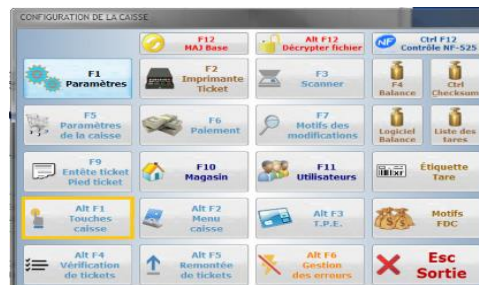 CONFIGURATION DE LA CAISSE
F12
MAJ Base
Alt F12
Décrypter fichier
NF
Ctrl F12
Contrôle NF-525
F1
Paramètres
F2
Imprimante
Ticket
F3
Scanner
F4
Balance
Ctrl
Checksum
F5
Paramètres
de la caisse
F6
Paiement
F7
Motifs des
modifications
Logiciel
Balance
Liste des
tares
F9
Entête ticket
Pied ticket
F10
Magasin
F11
Utilisateurs
Étiquette
Tare
Alt F1
Touches
caisse
Alt F2
Menu
caisse
Alt F3
T.P.E.
Motifs
FDC
Alt F4
Vérification
de tickets
Alt F5
Remontée
de tickets
Alt F6
Gestion
des erreurs
Esc
Sortie